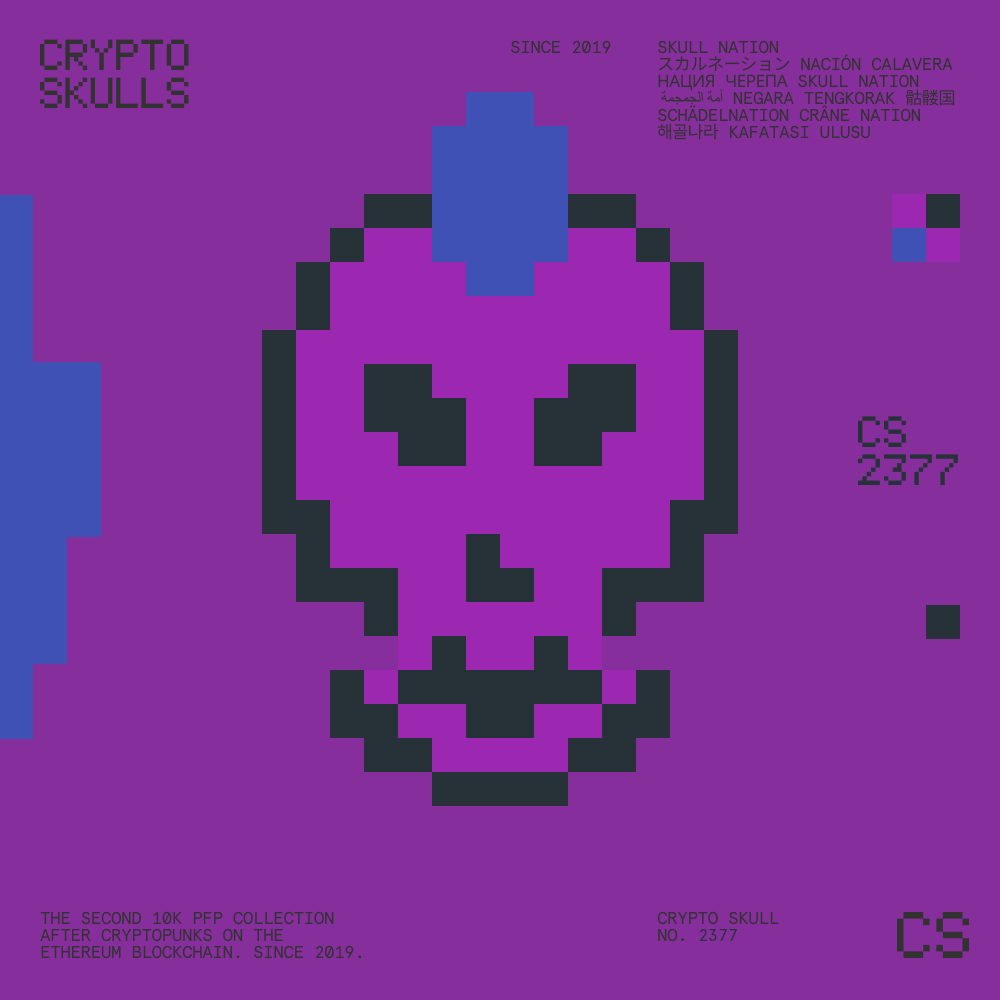 CRYPTO
SKULLS
SINCE 2019
SKULL NATION
スカルネーション NACIÓN CALAVERA
НАЦИЯ ЧЕРЕПА SKULL NATION
أمة الجمجمة NEGARA TENGKORAK 骷髅国
SCHÄDELNATION CRÂNE NATION
해골나라 KAFATASI ULUSU
CS
2377
THE SECOND 10K PFP COLLECTION
AFTER CRYPTOPUNKS ON THE
ETHEREUM BLOCKCHAIN. SINCE 2019.
CRYPTO SKULL
NO. 2377
CS